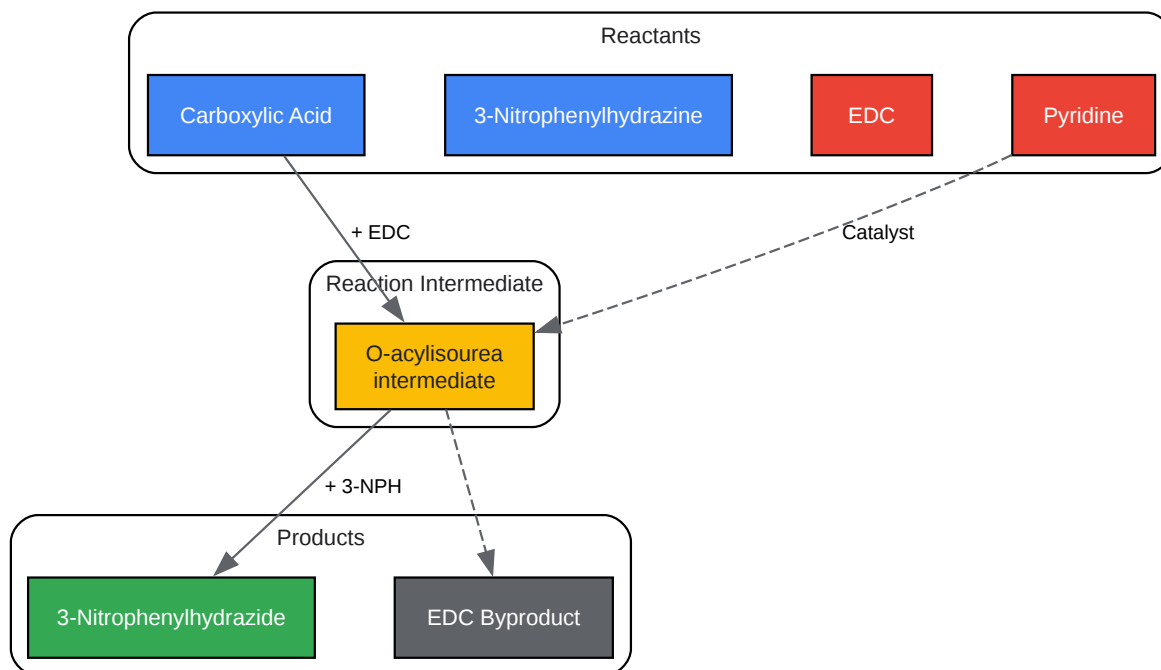 Reactants
Carboxylic Acid
3-Nitrophenylhydrazine
EDC
Pyridine
+ EDC
Catalyst
Reaction Intermediate
O-acylisourea
intermediate
+ 3-NPH
Products
3-Nitrophenylhydrazide
EDC Byproduct